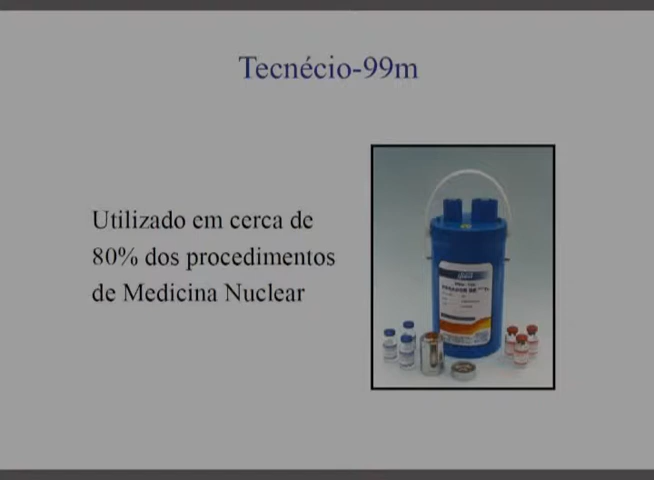 Tecnécio-99m
Utilizado em cerca de
80% dos procedimentos
de Medicina Nuclear